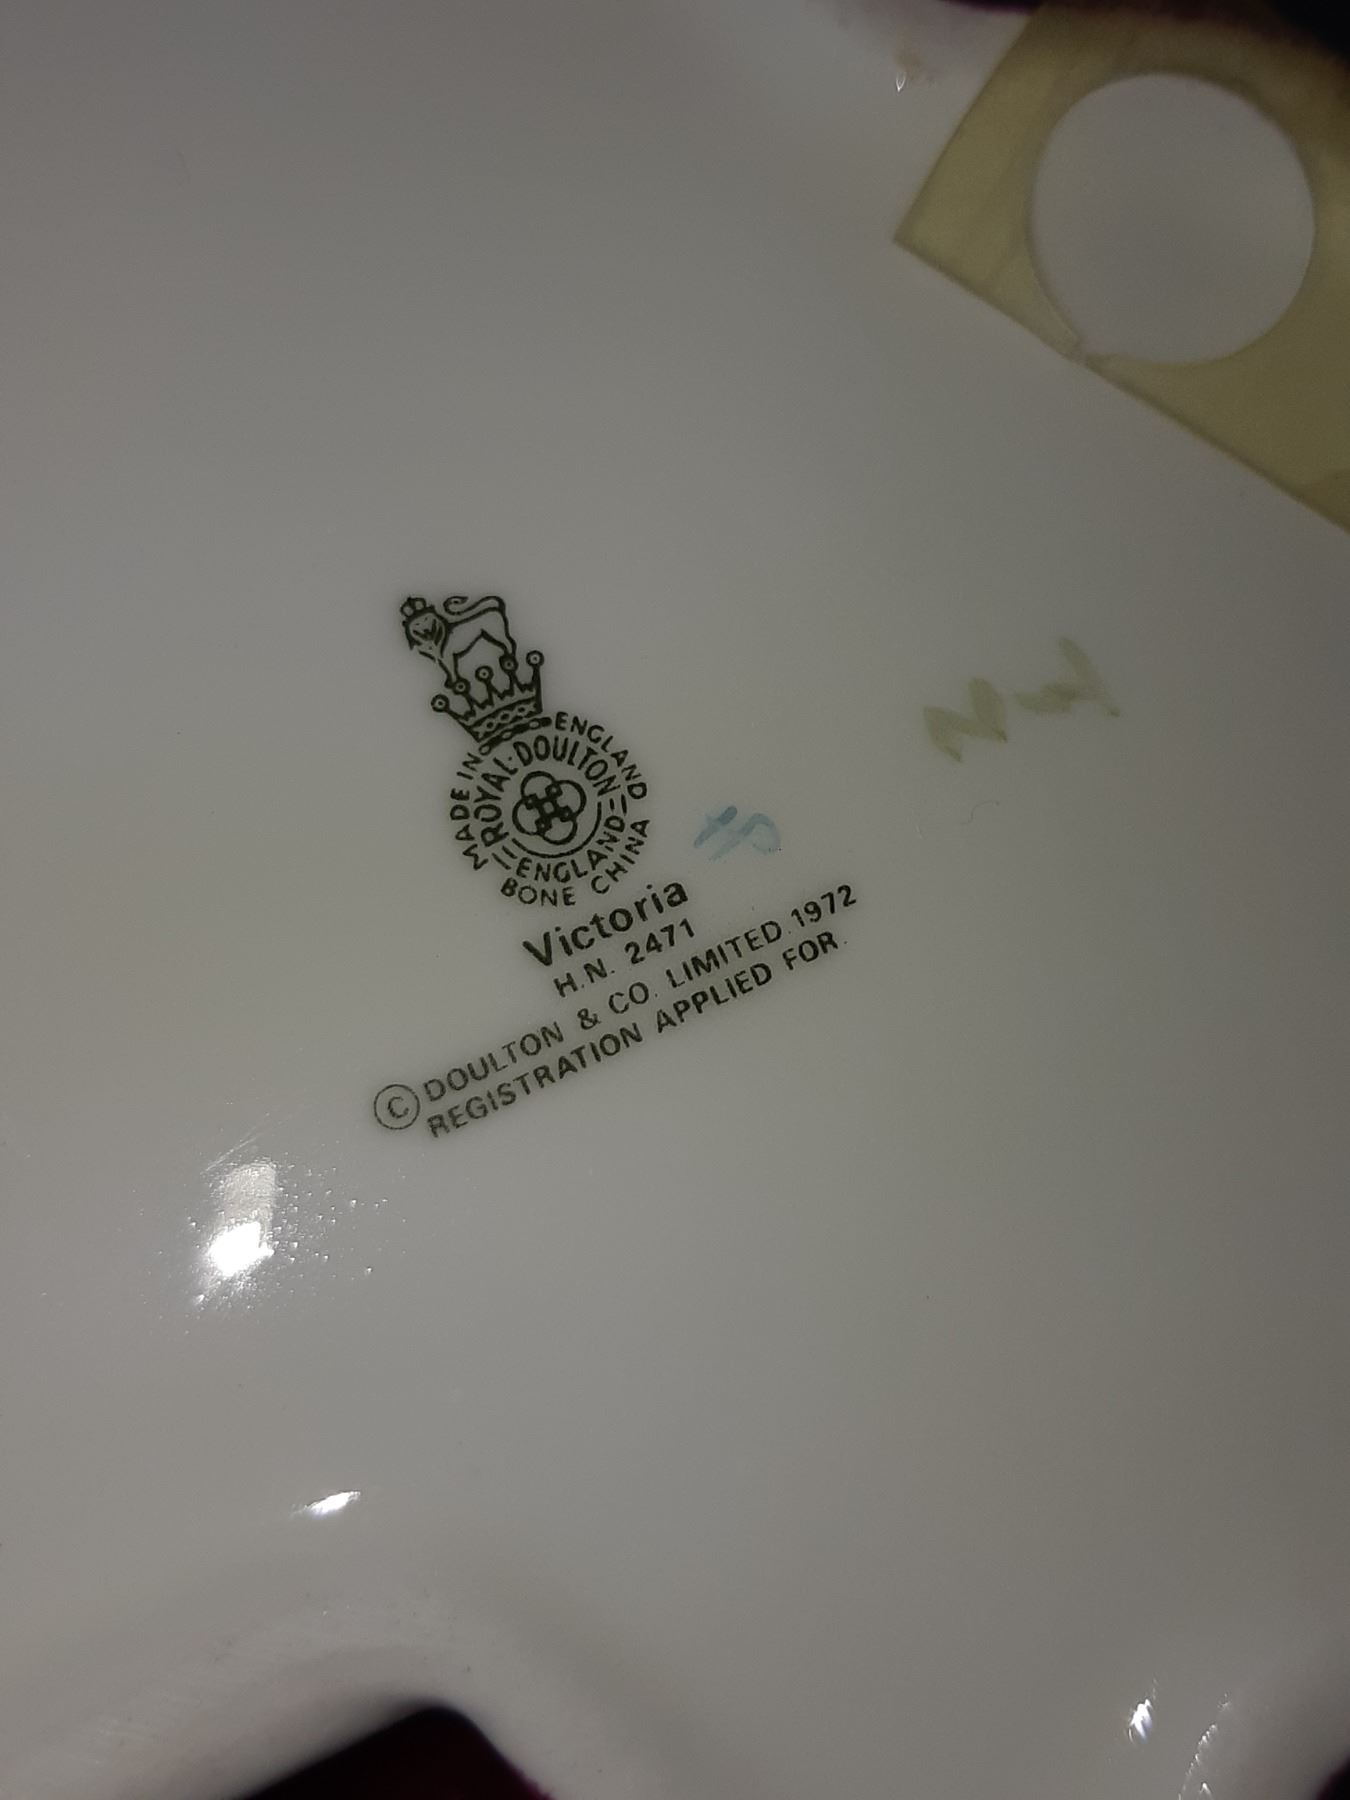 MADE IN ENGLAND
ROYAL·DOULTON
ENGLAND
BONE CHINA
Victoria
H.N. 2471
© DOULTON & CO. LIMITED.1972
REGISTRATION APPLIED FOR.